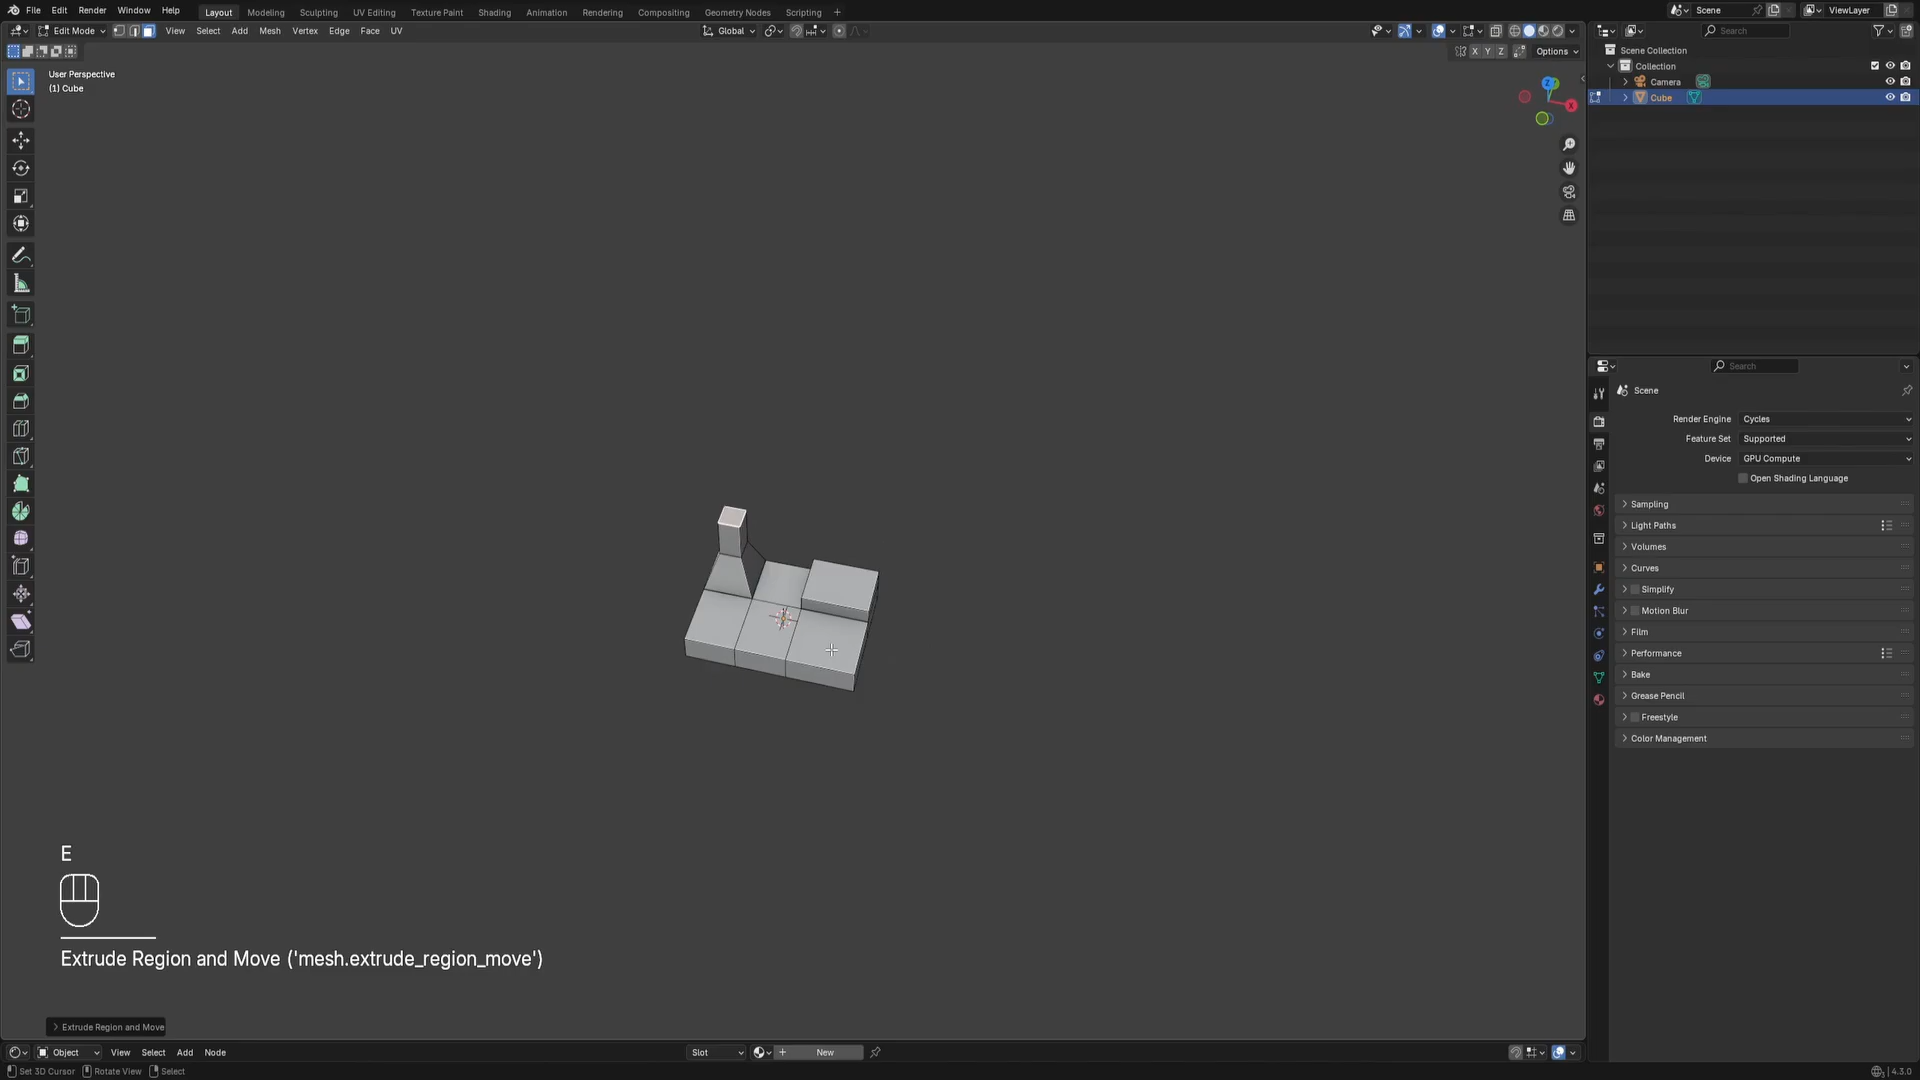 File Edit Render Window Help Layout Modeling Sculpting UV Editing Texture Paint Shading Animation Rendering Compositing Geometry Nodes Scripting + Scene ViewLayer
Edit Mode View Select Add Mesh Vertex Edge Face UV Global Search
X Y Z Options
User Perspective
(1) Cube
Z
X
Scene Collection
Collection
Camera
Cube
Search
Scene
Render Engine Cycles
Feature Set Supported
Device GPU Compute
Open Shading Language
Sampling
Light Paths
Volumes
Curves
Simplify
Motion Blur
Film
Performance
Bake
Grease Pencil
Freestyle
Color Management
E
Extrude Region and Move ('mesh.extrude_region_move')
Extrude Region and Move
Object View Select Add Node Slot New
Set 3D Cursor Rotate View Select 4.3.0